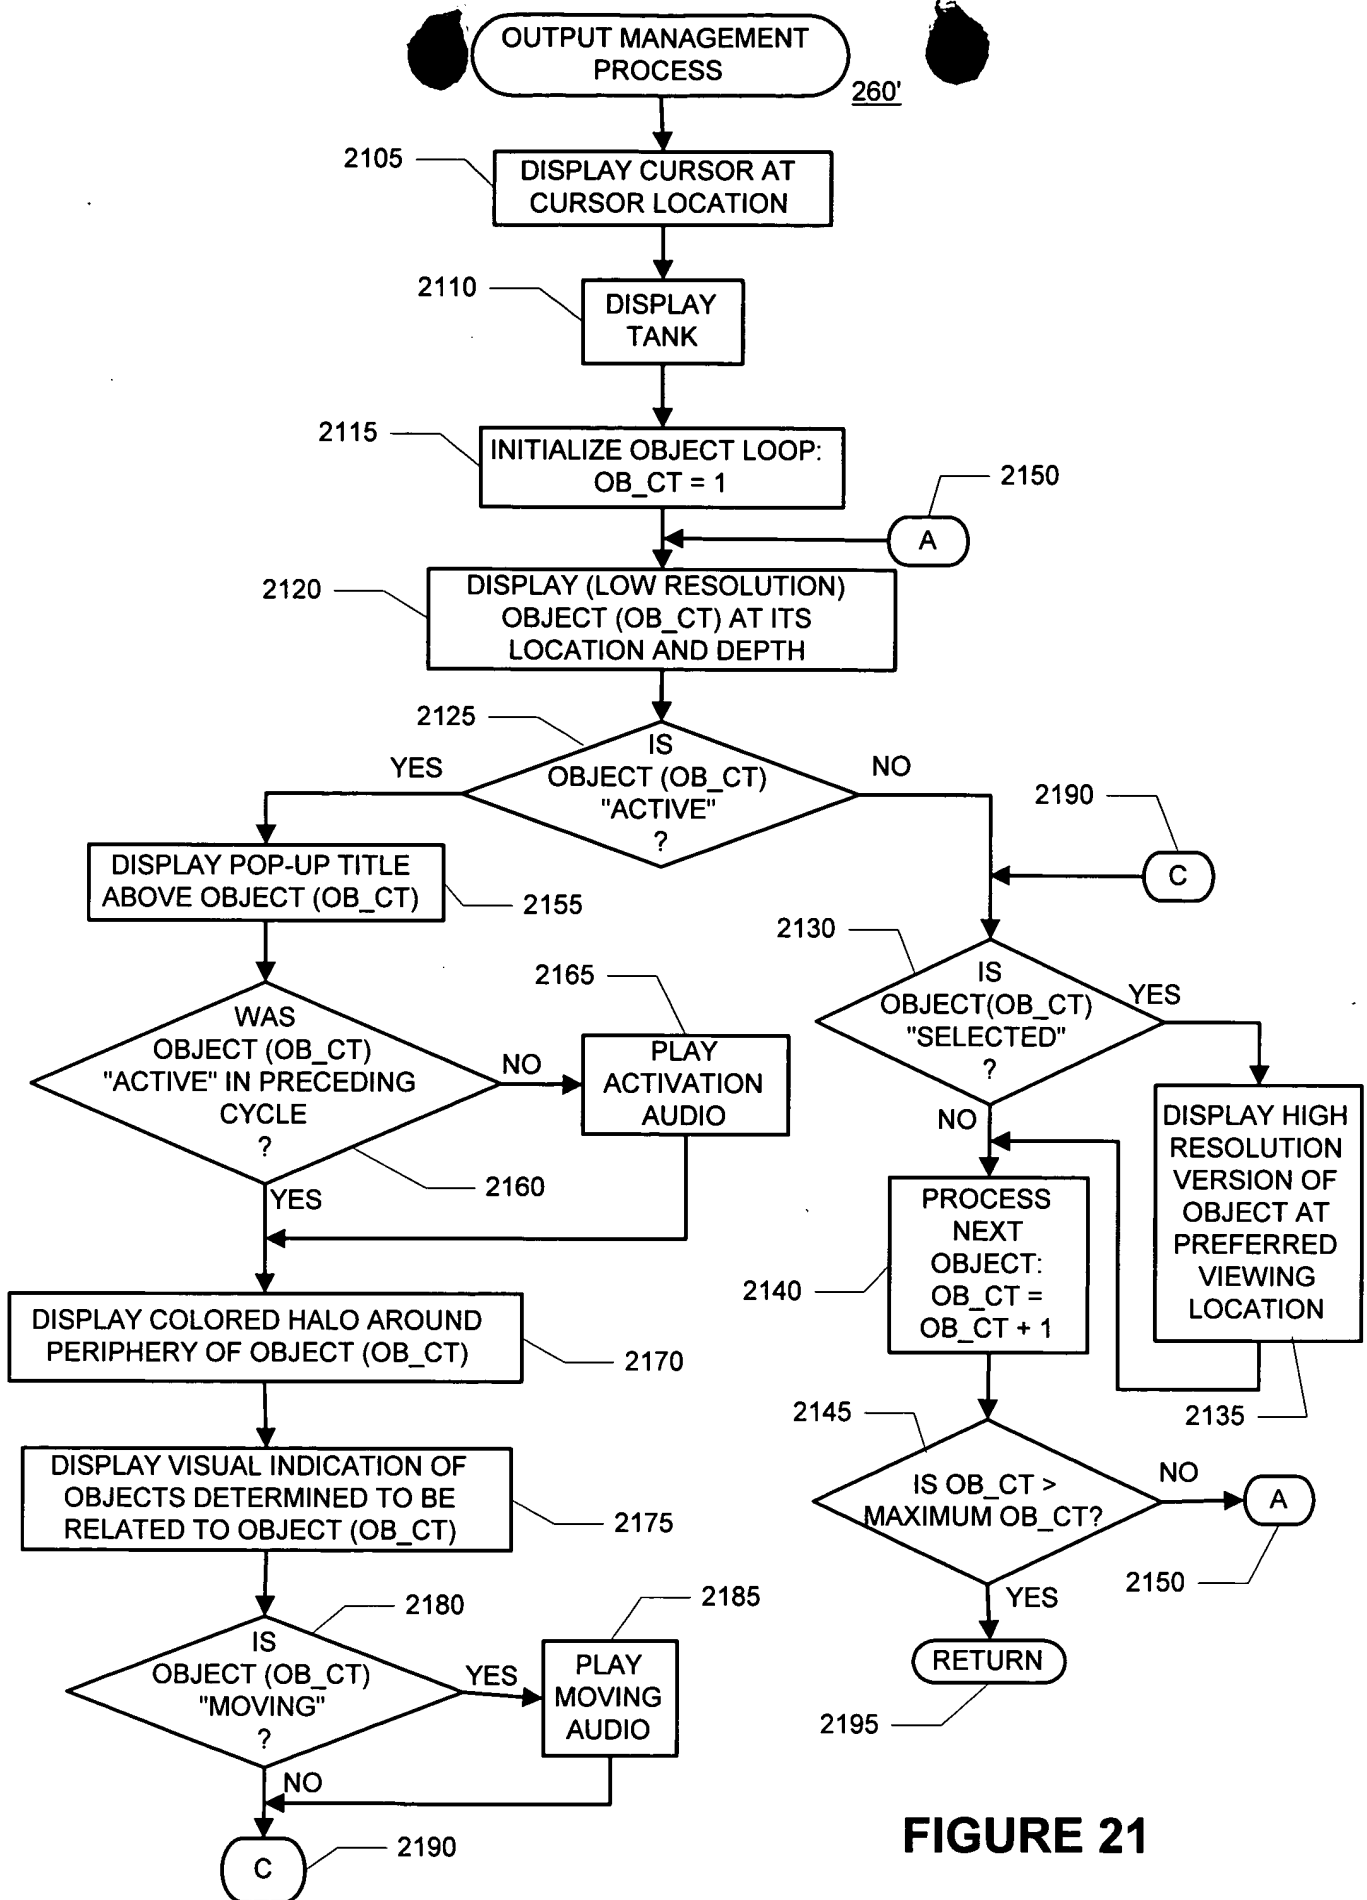 OUTPUT MANAGEMENT
PROCESS
260'
2105
DISPLAY CURSOR AT
CURSOR LOCATION
2110
DISPLAY
TANK
2115
INITIALIZE OBJECT LOOP:
OB_CT = 1
2150
A
2120
DISPLAY (LOW RESOLUTION)
OBJECT (OB_CT) AT ITS
LOCATION AND DEPTH
2125
IS
OBJECT (OB_CT)
"ACTIVE"
?
YES
NO
2190
C
DISPLAY POP-UP TITLE
ABOVE OBJECT (OB_CT)
2155
2130
IS
OBJECT(OB_CT)
"SELECTED"
?
YES
NO
WAS
OBJECT (OB_CT)
"ACTIVE" IN PRECEDING
CYCLE
?
NO
2165
PLAY
ACTIVATION
AUDIO
2160
YES
DISPLAY HIGH
RESOLUTION
VERSION OF
OBJECT AT
PREFERRED
VIEWING
LOCATION
2135
PROCESS
NEXT
OBJECT:
OB_CT =
OB_CT + 1
2140
DISPLAY COLORED HALO AROUND
PERIPHERY OF OBJECT (OB_CT)
2170
2145
IS OB_CT >
MAXIMUM OB_CT?
NO
A
2150
YES
RETURN
2195
DISPLAY VISUAL INDICATION OF
OBJECTS DETERMINED TO BE
RELATED TO OBJECT (OB_CT)
2175
2180
IS
OBJECT (OB_CT)
"MOVING"
?
YES
2185
PLAY
MOVING
AUDIO
NO
C
2190
FIGURE 21